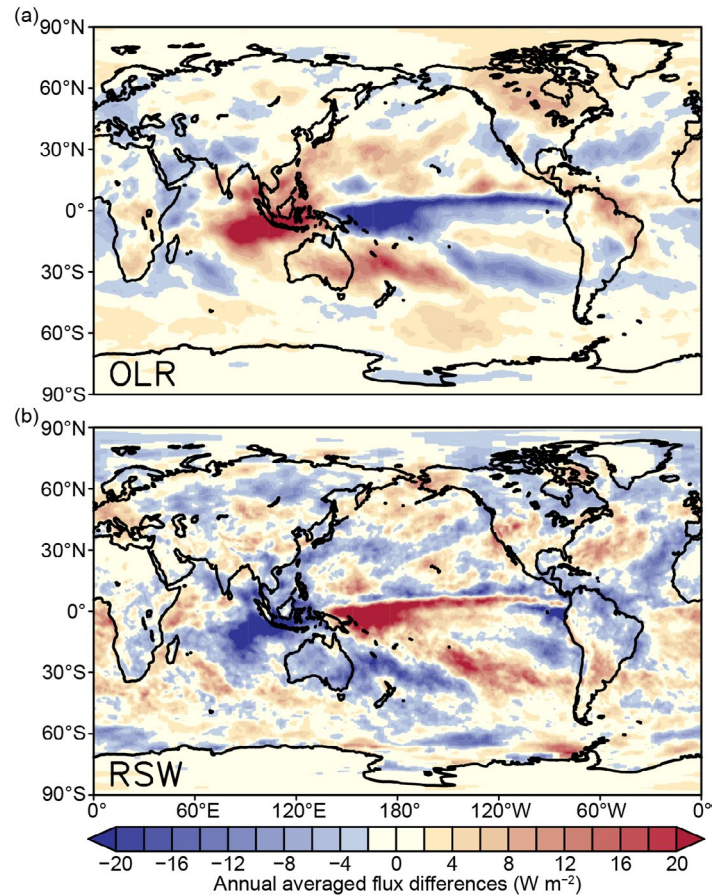 (a)
90°N
60°N
30°N
0°
30°S
60°S
90°S
OLR
(b)
90°N
60°N
30°N
0°
30°S
60°S
90°S
RSW
0° 60°E 120°E 180° 120°W 60°W 0°
−20 −16 −12 −8 −4 0 4 8 12 16 20
Annual averaged flux differences (W m⁻²)